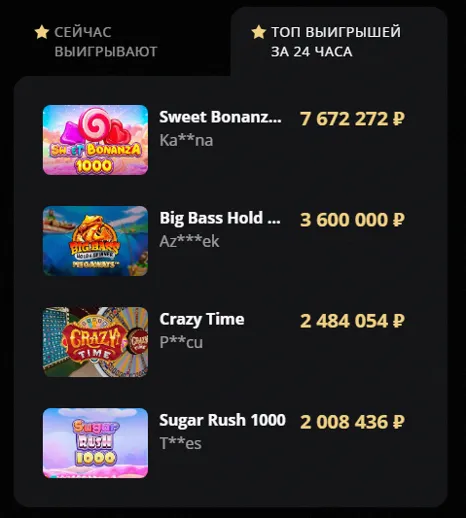 СЕЙЧАС
ВЫИГРЫВАЮТ
ТОП ВЫИГРЫШЕЙ
ЗА 24 ЧАСА
SWEET BONANZA
1000
Sweet Bonanz...
7 672 272 ₽
Ka**na
BIG BASS
MEGAWAYS
Big Bass Hold ...
3 600 000 ₽
Az***ek
CRAZY
TIME
CRAZY
TIME
Crazy Time
2 484 054 ₽
P**cu
Sugar
RUSH
1000
Sugar Rush 1000
2 008 436 ₽
T**es